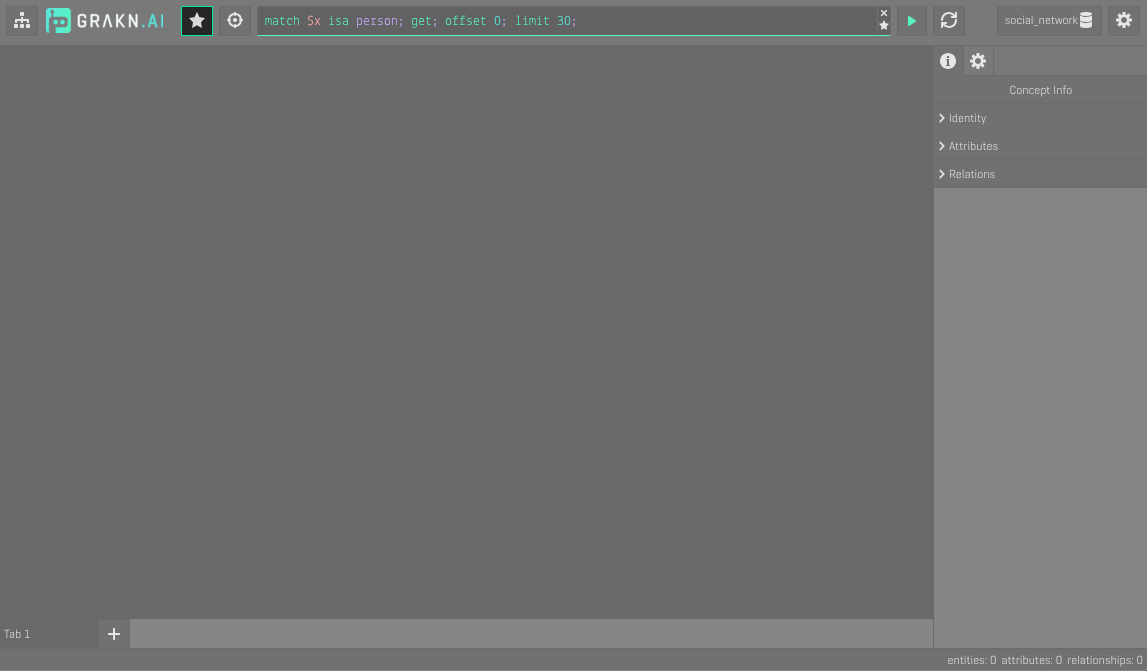 GRAKN.AI
match $x isa person; get; offset 0; limit 30;
social_network
Concept Info
Identity
Attributes
Relations
Tab 1
entities: 0 attributes: 0 relationships: 0